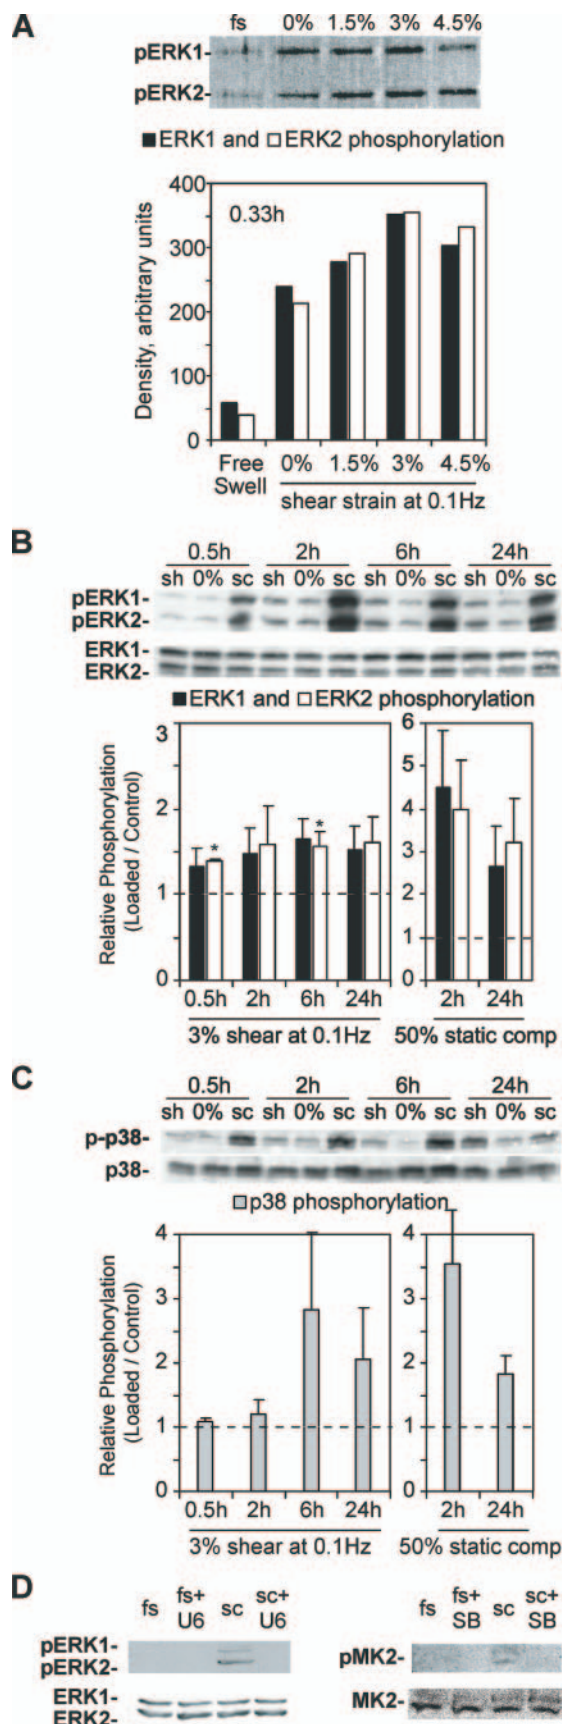 A
fs 0% 1.5% 3% 4.5%
pERK1-
pERK2-
ERK1 and ERK2 phosphorylation
Density, arbitrary units
400
300
200
100
0
0.33h
Free Swell
0% 1.5% 3% 4.5%
shear strain at 0.1Hz
B
0.5h 2h 6h 24h
sh 0% sc sh 0% sc sh 0% sc sh 0% sc
pERK1-
pERK2-
ERK1-
ERK2-
ERK1 and ERK2 phosphorylation
Relative Phosphorylation
(Loaded / Control)
3
2
1
0
* *
0.5h 2h 6h 24h
3% shear at 0.1Hz
6
5
4
3
2
1
0
2h 24h
50% static comp
C
0.5h 2h 6h 24h
sh 0% sc sh 0% sc sh 0% sc sh 0% sc
p-p38-
p38-
p38 phosphorylation
Relative Phosphorylation
(Loaded / Control)
4
3
2
1
0
0.5h 2h 6h 24h
3% shear at 0.1Hz
4
3
2
1
0
2h 24h
50% static comp
D
fs fs+ U6 sc sc+ U6
pERK1-
pERK2-
ERK1-
ERK2-
fs fs+ SB sc sc+ SB
pMK2-
MK2-